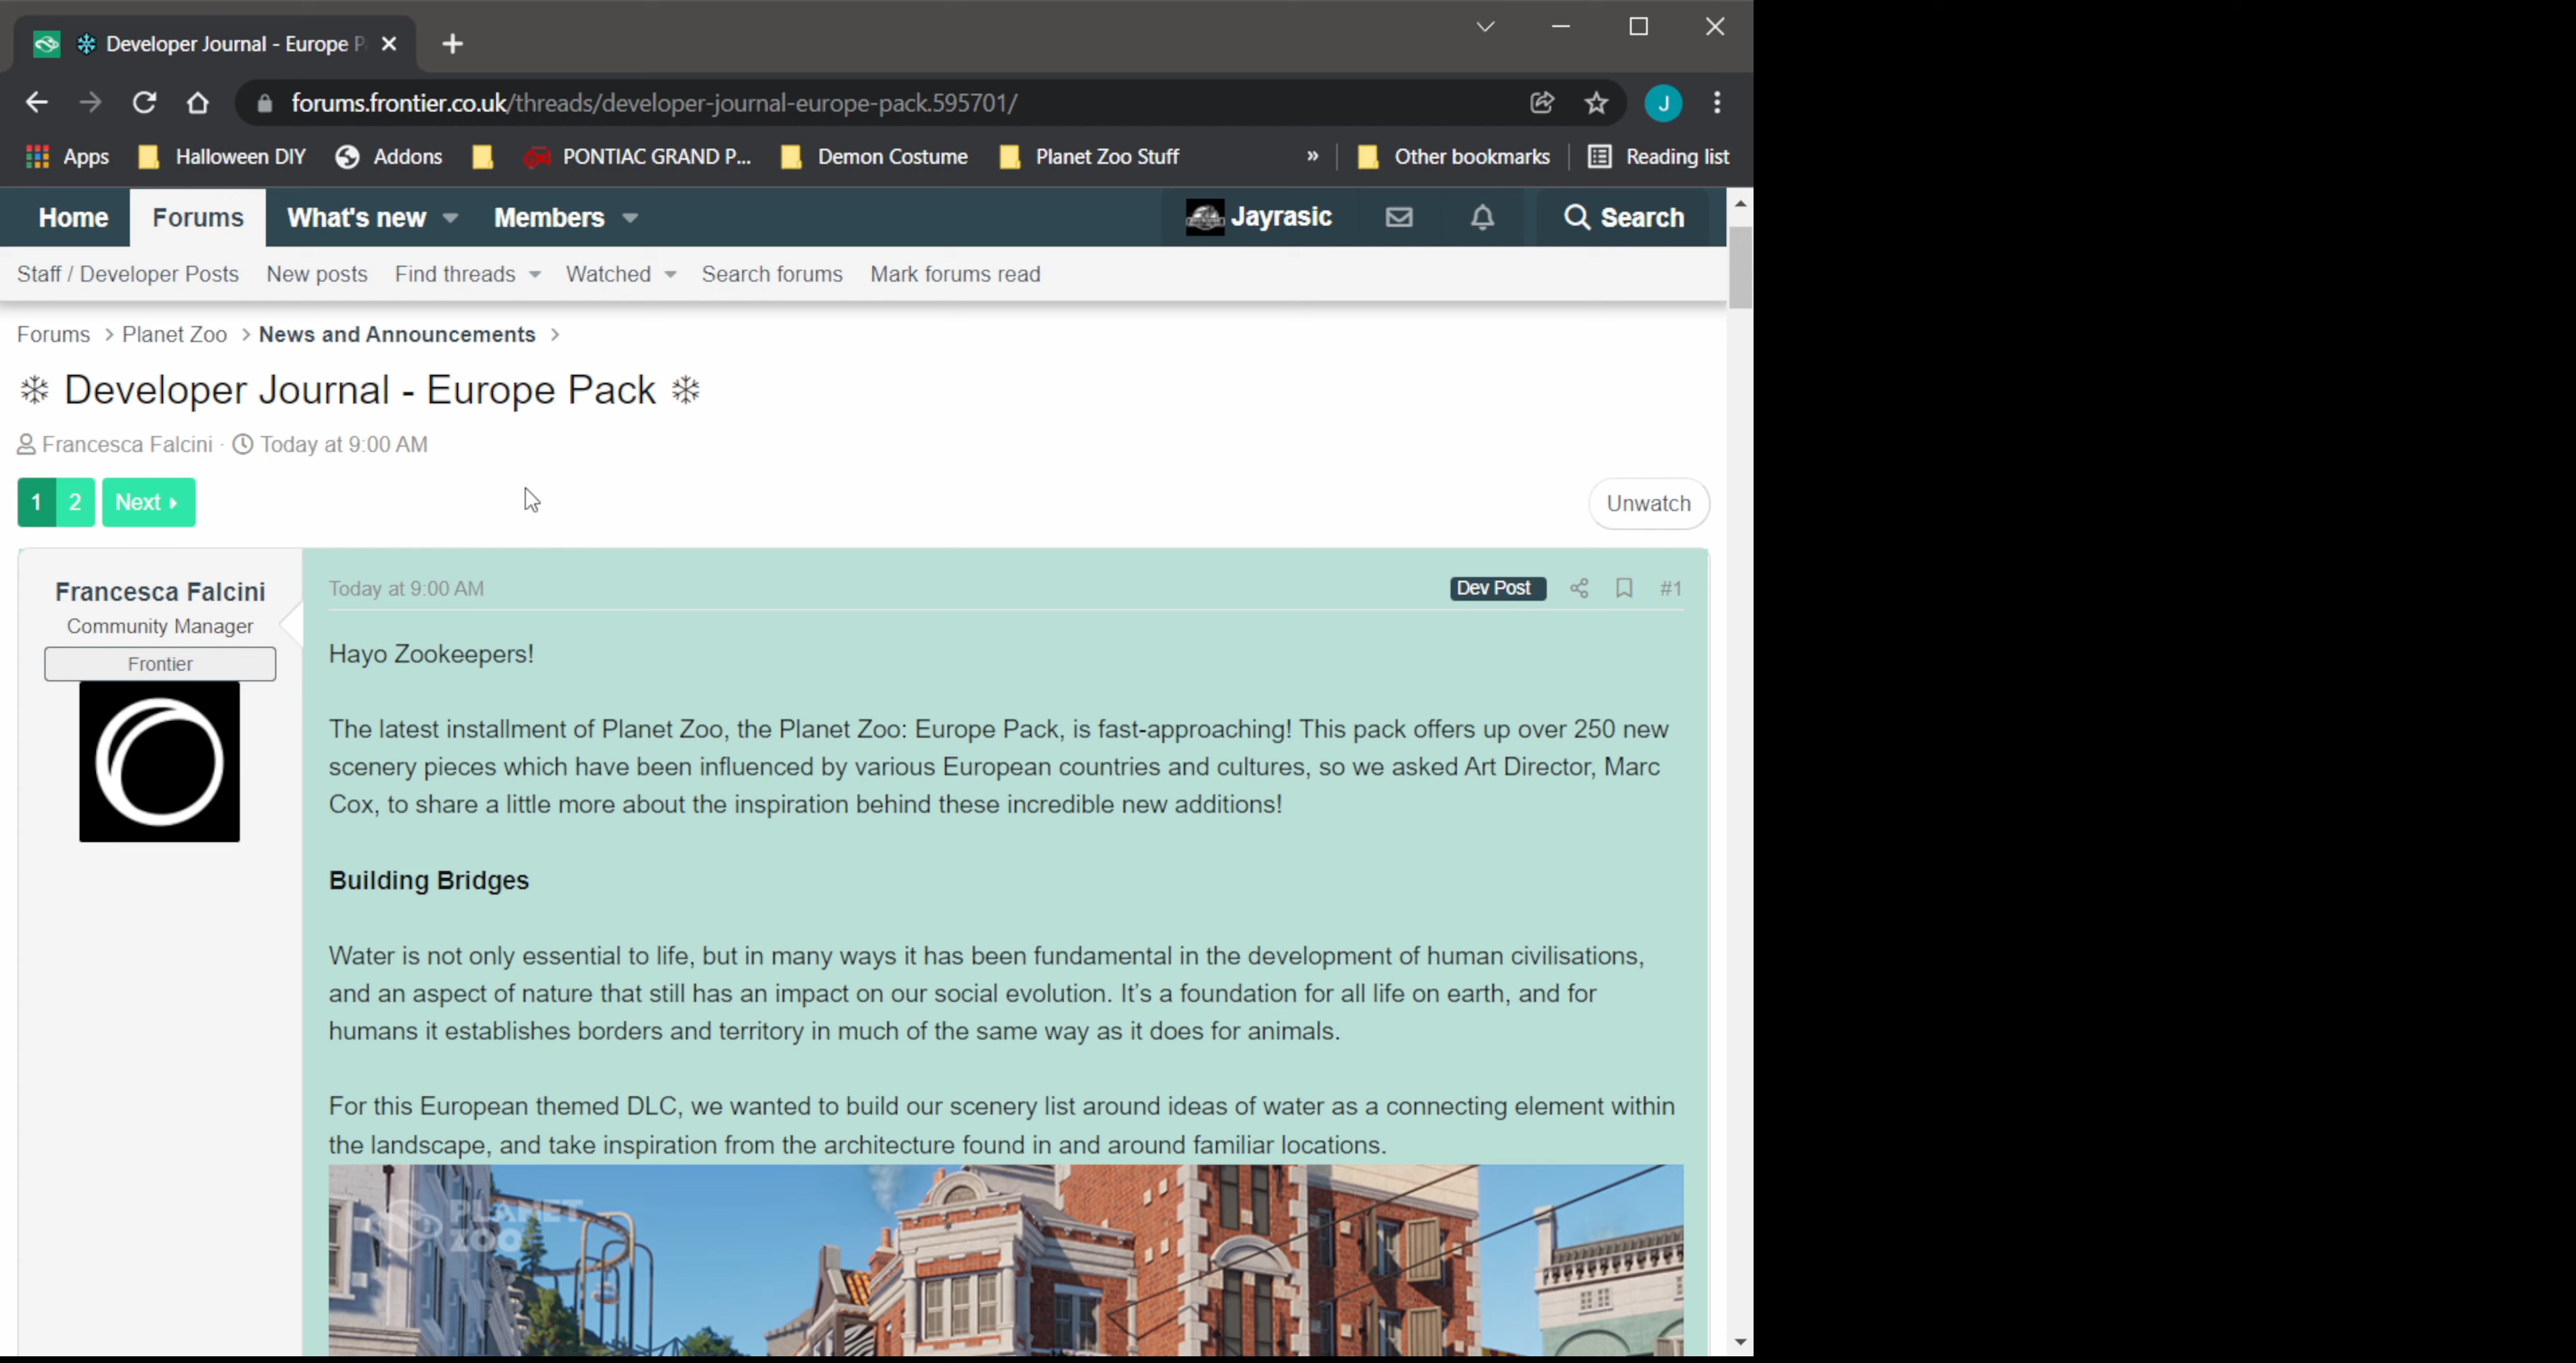 Developer Journal - Europe P
forums.frontier.co.uk/threads/developer-journal-europe-pack.595701/
J
Apps Halloween DIY Addons PONTIAC GRAND P... Demon Costume Planet Zoo Stuff » Other bookmarks Reading list
Home Forums What's new Members Jayrasic Search
Staff / Developer Posts New posts Find threads Watched Search forums Mark forums read
Forums > Planet Zoo > News and Announcements >
❄ Developer Journal - Europe Pack ❄
Francesca Falcini · Today at 9:00 AM
1 2 Next Unwatch
Francesca Falcini
Community Manager
Frontier
Today at 9:00 AM Dev Post #1
Hayo Zookeepers!
The latest installment of Planet Zoo, the Planet Zoo: Europe Pack, is fast-approaching! This pack offers up over 250 new
scenery pieces which have been influenced by various European countries and cultures, so we asked Art Director, Marc
Cox, to share a little more about the inspiration behind these incredible new additions!
Building Bridges
Water is not only essential to life, but in many ways it has been fundamental in the development of human civilisations,
and an aspect of nature that still has an impact on our social evolution. It's a foundation for all life on earth, and for
humans it establishes borders and territory in much of the same way as it does for animals.
For this European themed DLC, we wanted to build our scenery list around ideas of water as a connecting element within
the landscape, and take inspiration from the architecture found in and around familiar locations.
PLANET
ZOO